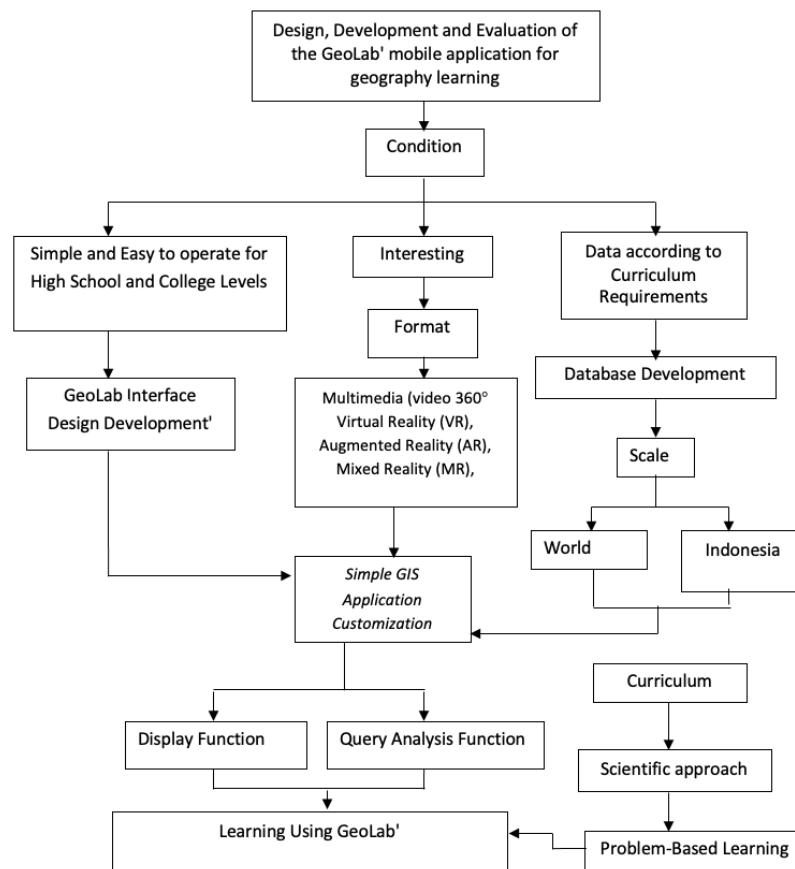 Design, Development and Evaluation of
the GeoLab' mobile application for
geography learning
Condition
Simple and Easy to operate for
High School and College Levels
Interesting
Data according to
Curriculum
Requirements
Format
Database Development
GeoLab Interface
Design Development'
Multimedia (video 360°
Virtual Reality (VR),
Augmented Reality (AR),
Mixed Reality (MR),
Scale
World
Indonesia
Simple GIS
Application
Customization
Curriculum
Display Function
Query Analysis Function
Scientific approach
Learning Using GeoLab'
Problem-Based Learning